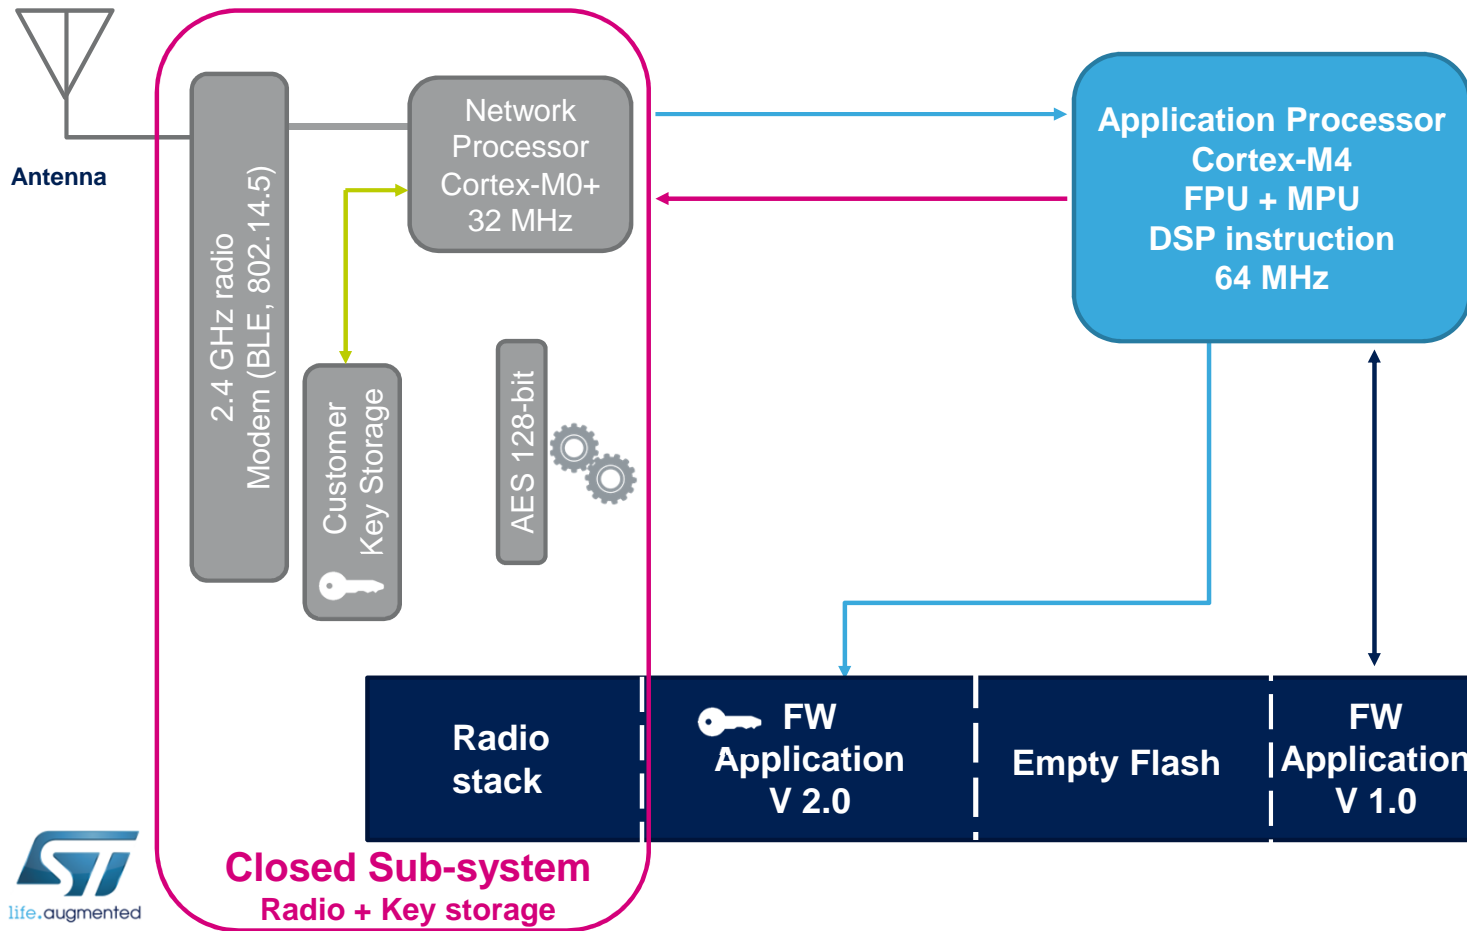 Antenna
2.4 GHz radio
Modem (BLE, 802.14.5)
Network
Processor
Cortex-M0+
32 MHz
Customer
Key Storage
AES 128-bit
Application Processor
Cortex-M4
FPU + MPU
DSP instruction
64 MHz
Radio
stack
FW
Application
V 2.0
Empty Flash
FW
Application
V 1.0
Closed Sub-system
Radio + Key storage
ST
life.augmented